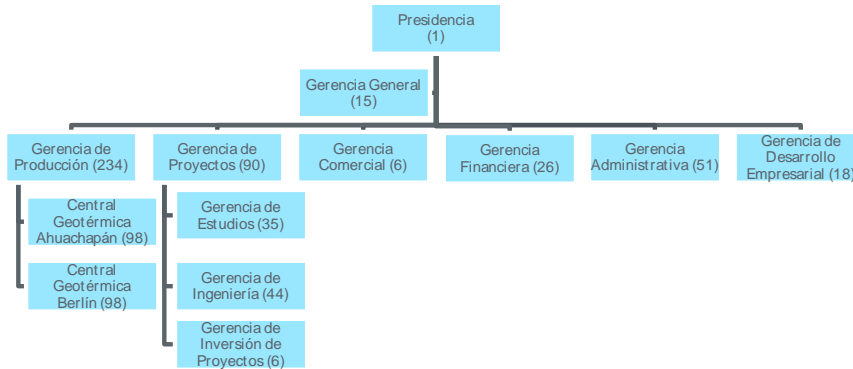 Presidencia
(1)
Gerencia General
(15)
Gerencia de
Producción (234)
Gerencia de
Proyectos (90)
Gerencia
Comercial (6)
Gerencia
Financiera (26)
Gerencia
Administrativa (51)
Gerencia de
Desarrollo
Empresarial (18)
Central
Geotérmica
Ahuachapán (98)
Gerencia de
Estudios (35)
Central
Geotérmica
Berlín (98)
Gerencia de
Ingeniería (44)
Gerencia de
Inversión de
Proyectos (6)